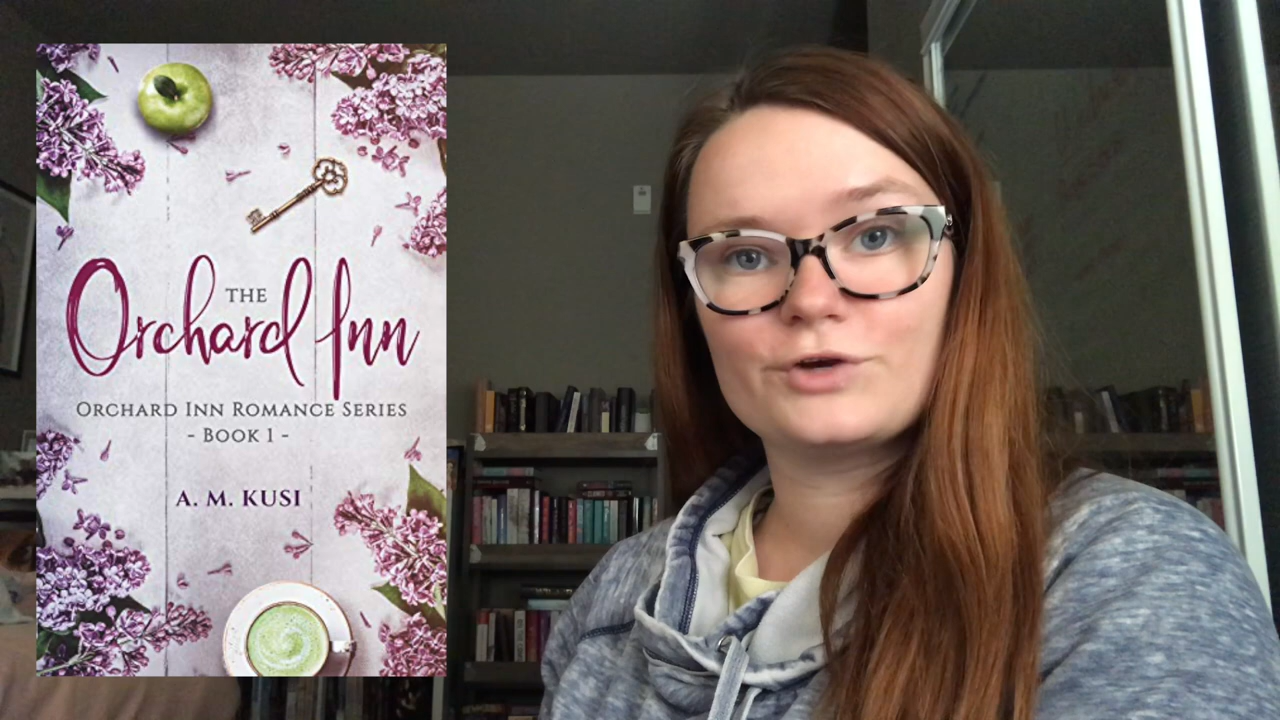 THE
Orchard Inn
ORCHARD INN ROMANCE SERIES
- BOOK 1 -
A. M. KUSI